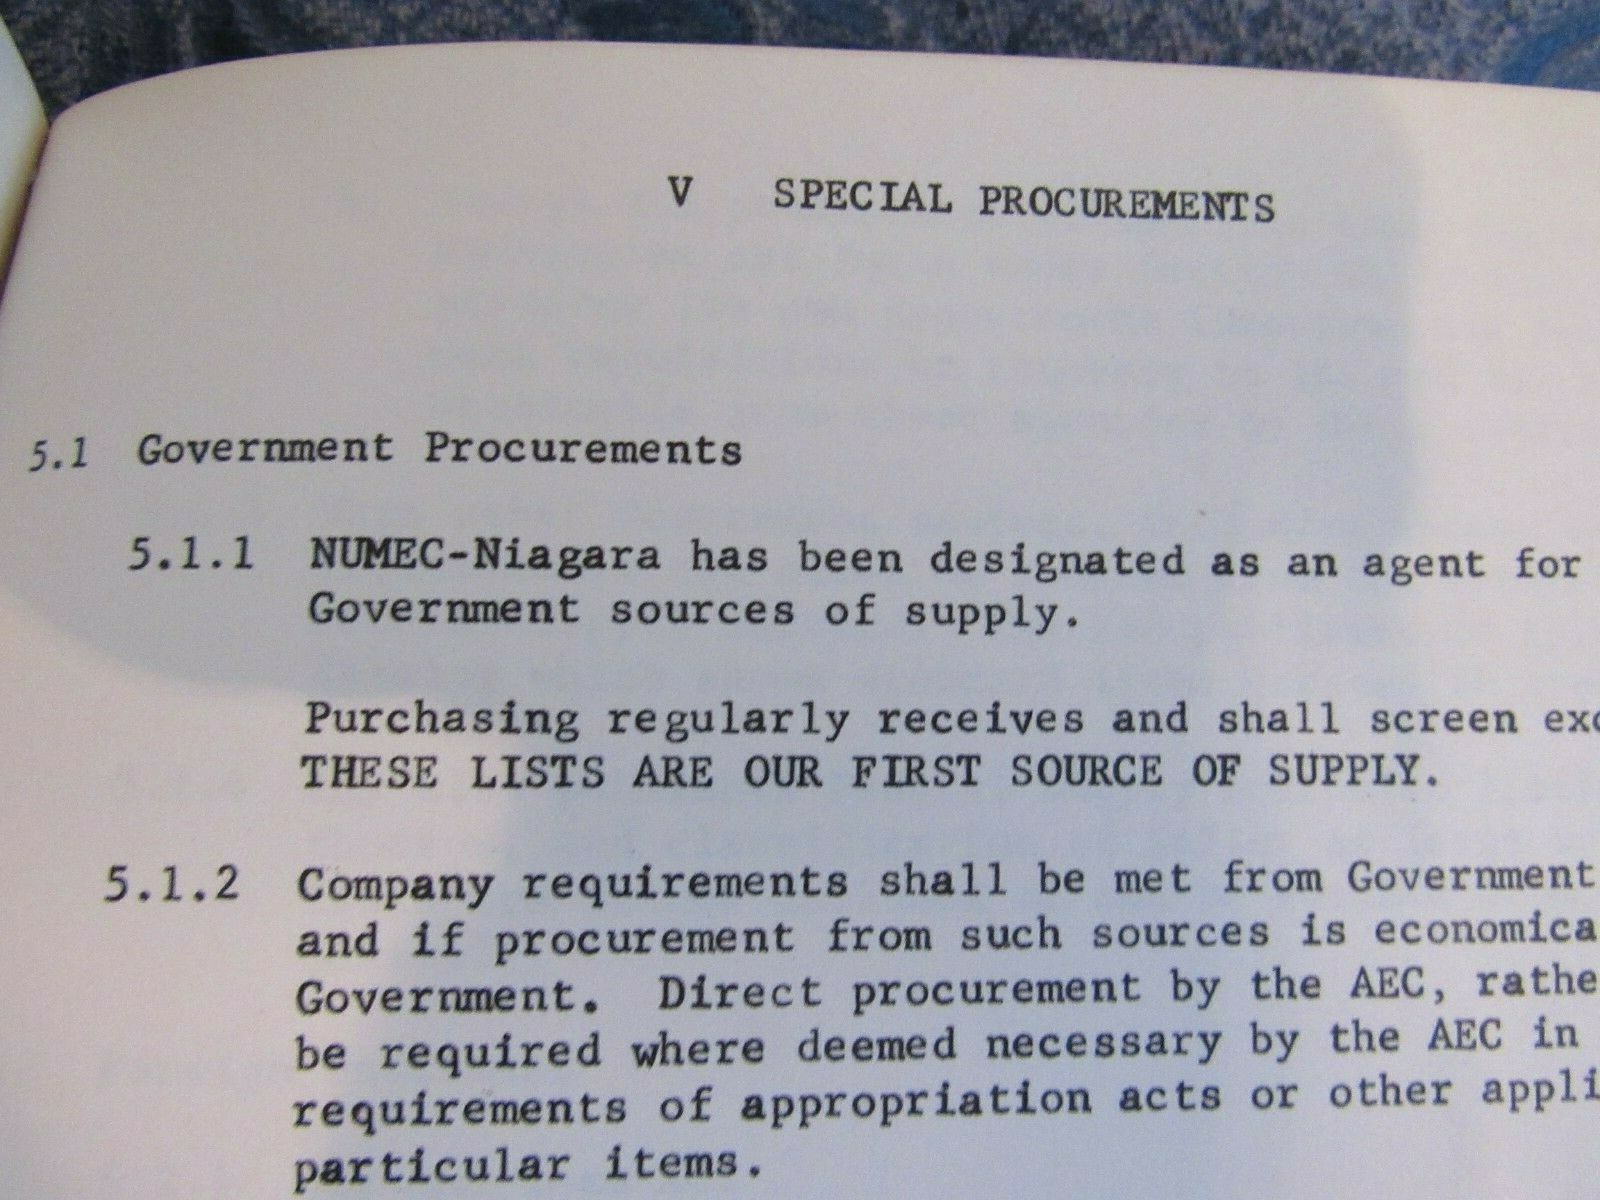 V SPECIAL PROCUREMENTS
5.1 Government Procurements
5.1.1 NUMEC-Niagara has been designated as an agent for
Government sources of supply.
Purchasing regularly receives and shall screen
THESE LISTS ARE OUR FIRST SOURCE OF SUPPLY.
5.1.2 Company requirements shall be met from Government
and if procurement from such sources is
Government. Direct procurement by the AEC,
be required where deemed necessary by the AEC in
requirements of appropriation acts or other
particular items.